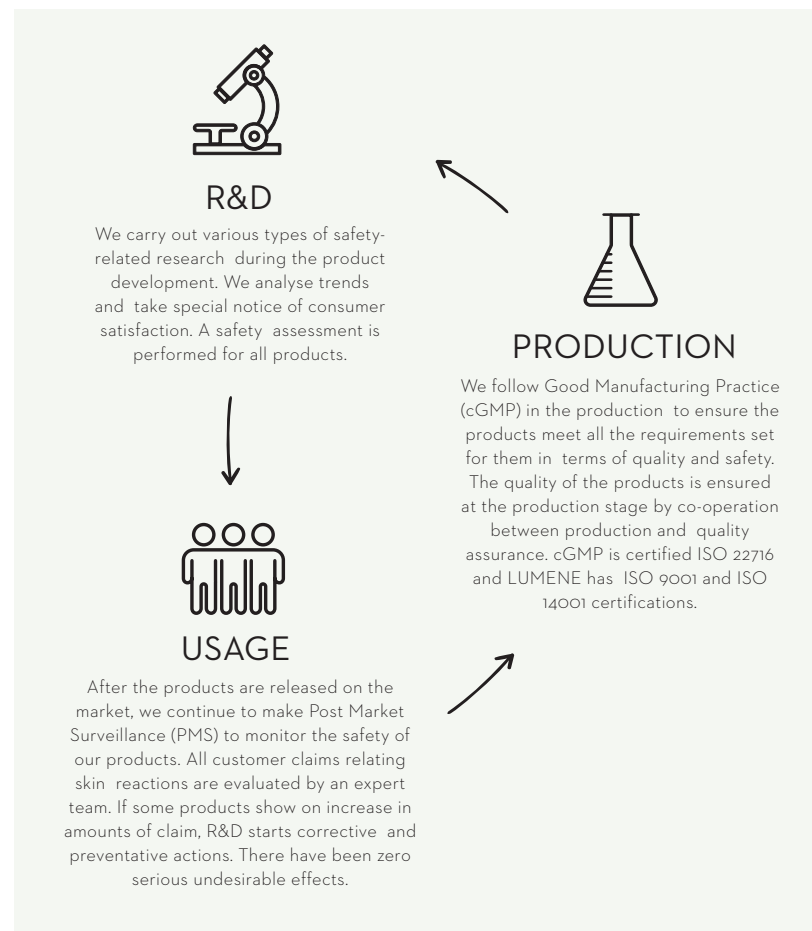 R&D
We carry out various types of safety-
related research during the product
development. We analyse trends
and take special notice of consumer
satisfaction. A safety assessment is
performed for all products.
PRODUCTION
We follow Good Manufacturing Practice
(cGMP) in the production to ensure the
products meet all the requirements set
for them in terms of quality and safety.
The quality of the products is ensured
at the production stage by co-operation
between production and quality
assurance. cGMP is certified ISO 22716
and LUMENE has ISO 9001 and ISO
14001 certifications.
USAGE
After the products are released on the
market, we continue to make Post Market
Surveillance (PMS) to monitor the safety of
our products. All customer claims relating
skin reactions are evaluated by an expert
team. If some products show on increase in
amounts of claim, R&D starts corrective and
preventative actions. There have been zero
serious undesirable effects.